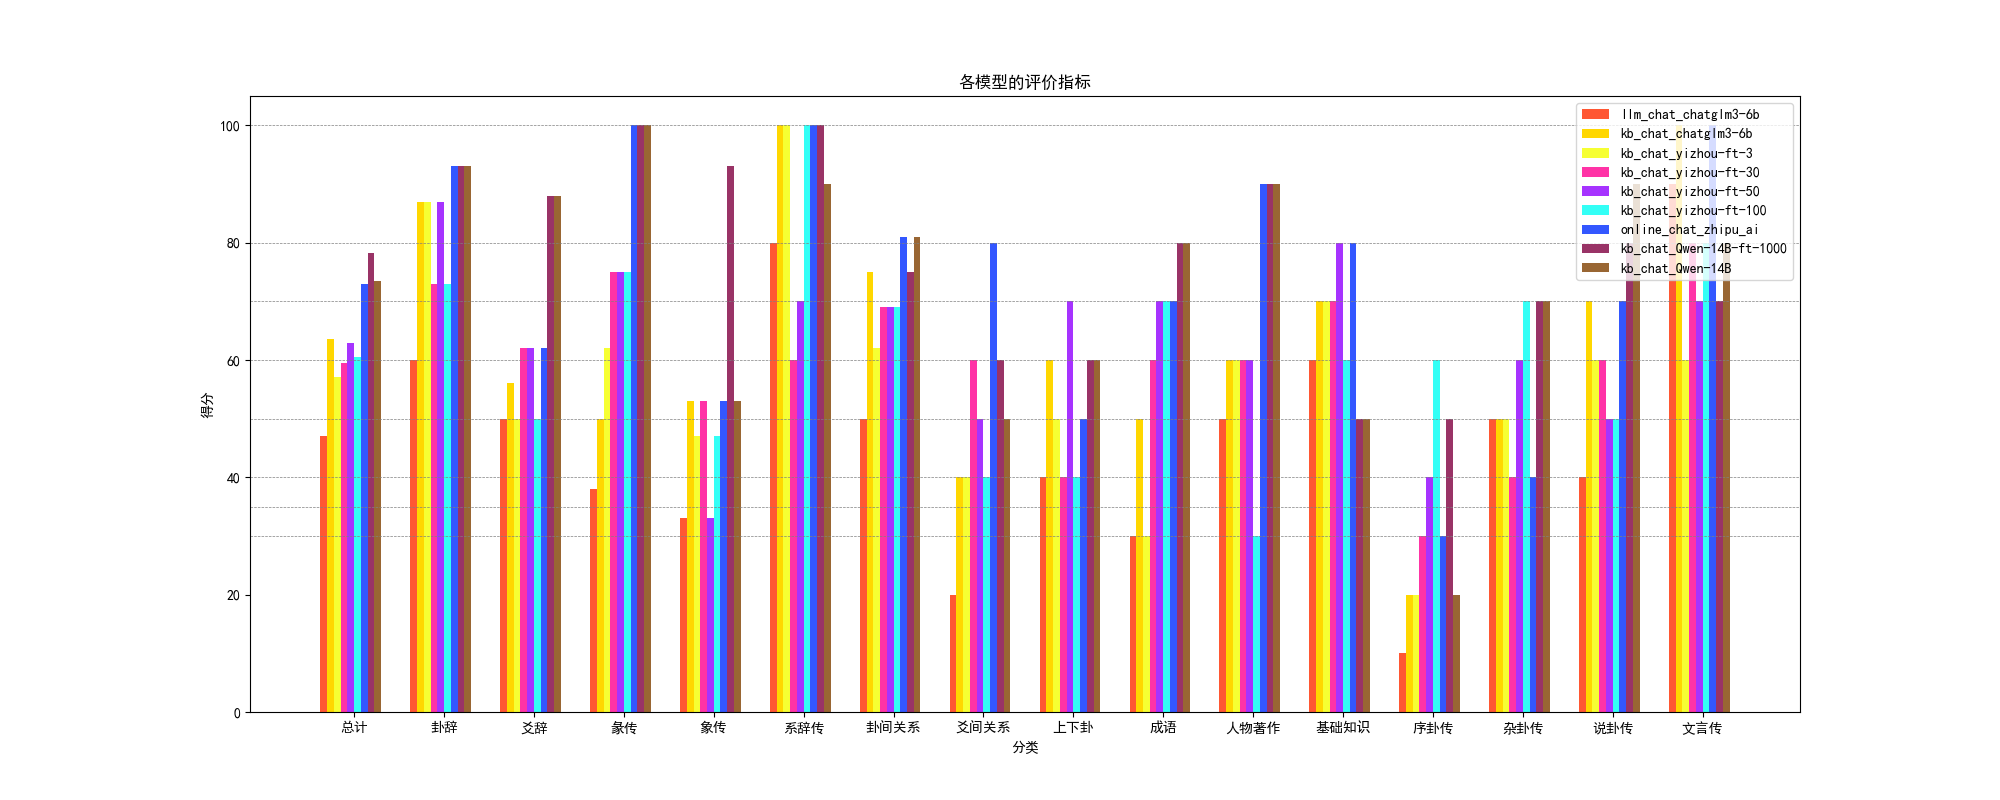 各模型的评价指标
llm_chat_chatglm3-6b
kb_chat_chatglm3-6b
kb_chat_yizhou-ft-3
kb_chat_yizhou-ft-30
kb_chat_yizhou-ft-50
kb_chat_yizhou-ft-100
online_chat_zhipu_ai
kb_chat_Qwen-14B-ft-1000
kb_chat_Qwen-14B
100
80
60
40
20
0
得分
总计 卦辞 爻辞 彖传 象传 系辞传 卦间关系 爻间关系 上下卦 成语 人物著作 基础知识 序卦传 杂卦传 说卦传 文言传
分类